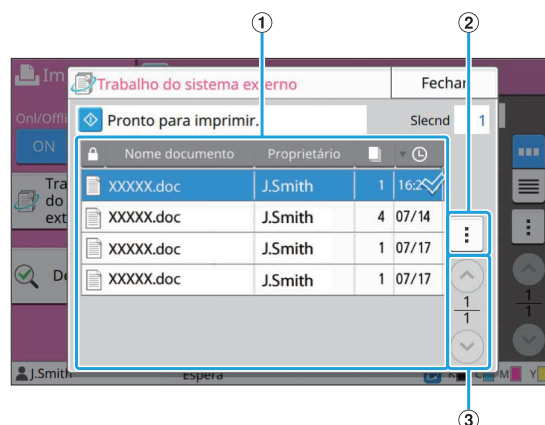 ① ②
Im
Trabalho do sistema externo Fechar
Onl/Offli
Pronto para imprimir. Slecnd 1
ON
Nome documento Proprietário
XXXXX.doc J.Smith 1 16:2
Tra
do
ext
XXXXX.doc J.Smith 4 07/14
XXXXX.doc J.Smith 1 07/17
XXXXX.doc J.Smith 1 07/17
De
1
1
1
1
J.Smith Espera K C M Y
③